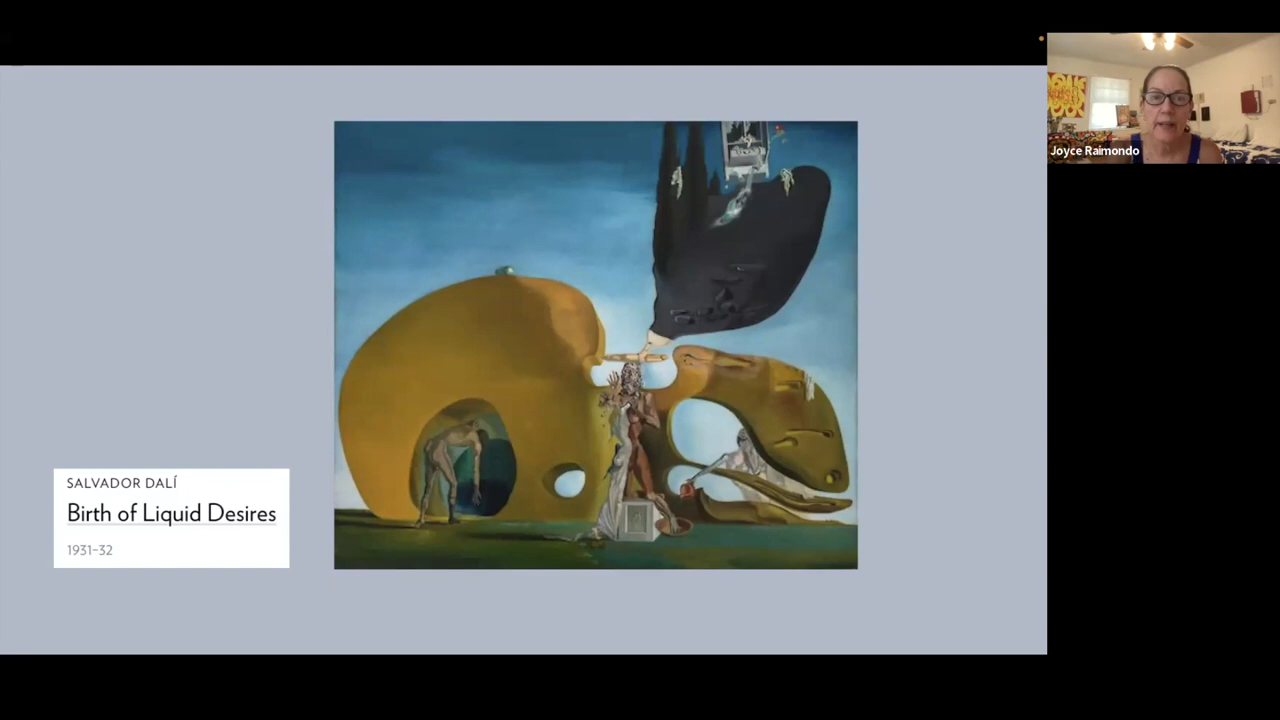 SALVADOR DALÍ
Birth of Liquid Desires
1931–32
Joyce Raimondo